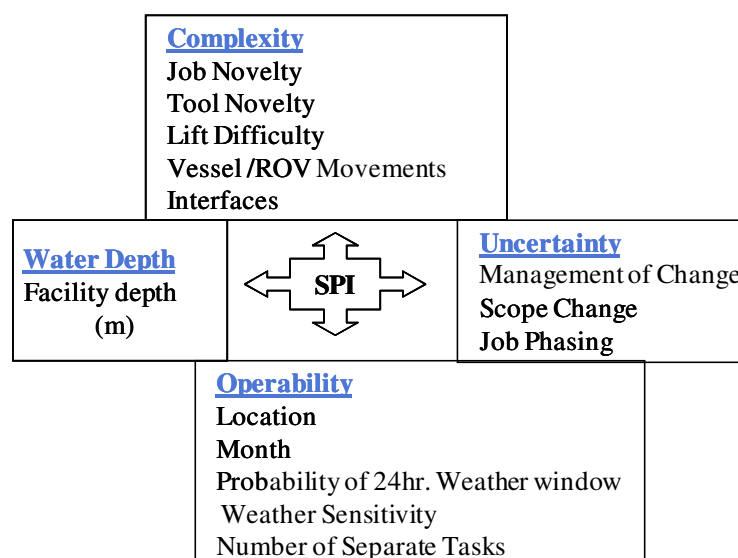 Complexity
Job Novelty
Tool Novelty
Lift Difficulty
Vessel /ROV Movements
Interfaces
Water Depth
Facility depth
(m)
SPI
Uncertainty
Management of Change
Scope Change
Job Phasing
Operability
Location
Month
Probability of 24hr. Weather window
Weather Sensitivity
Number of Separate Tasks